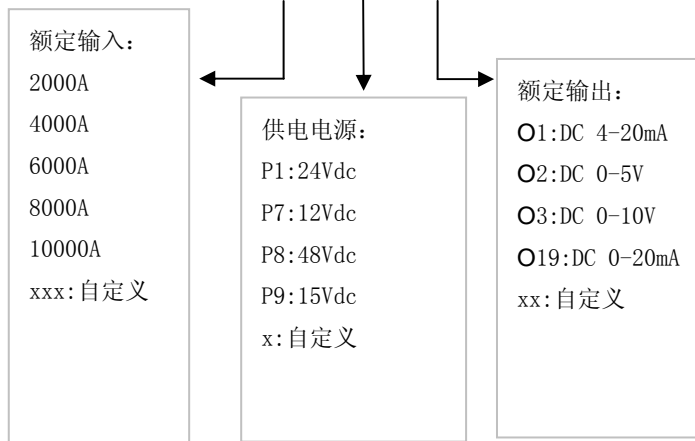 额定输入：
2000A
4000A
6000A
8000A
10000A
xxx:自定义
供电电源：
P1:24Vdc
P7:12Vdc
P8:48Vdc
P9:15Vdc
x:自定义
额定输出：
O1:DC 4-20mA
O2:DC 0-5V
O3:DC 0-10V
O19:DC 0-20mA
xx:自定义